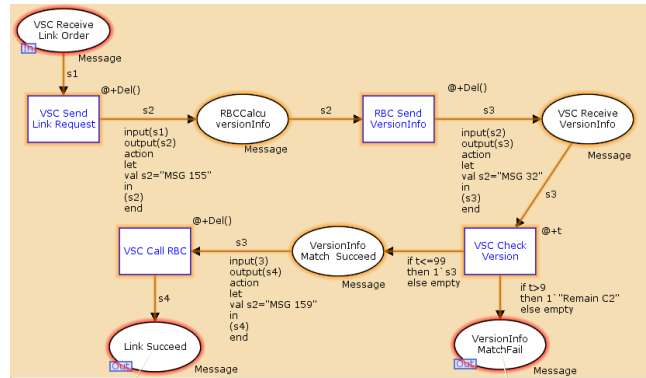 VSC Receive
Link Order
In
Message
s1
@+Del()
VSC Send
Link Request
s2
input(s1)
output(s2)
action
let
val s2="MSG 155"
in
(s2)
end
RBCCalcu
versionInfo
Message
s2
@+Del()
RBC Send
VersionInfo
s3
input(s2)
output(s3)
action
let
val s2="MSG 32"
in
(s3)
end
VSC Receive
VersionInfo
Message
s3
@+t
VSC Check
Version
if t<=99
then 1`s3
else empty
VersionInfo
Match Succeed
Message
s3
@+Del()
VSC Call RBC
input(3)
output(s4)
action
let
val s2="MSG 159"
in
(s4)
end
s4
Link Succeed
Out
Message
if t>9
then 1`"Remain C2"
else empty
VersionInfo
MatchFail
Out
Message